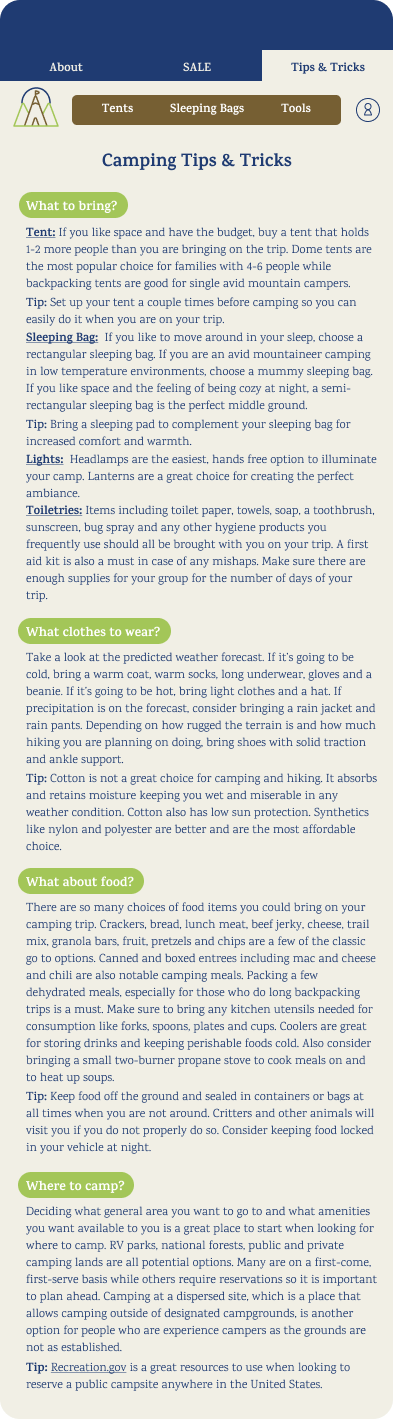 About SALE Tips & Tricks
Tents Sleeping Bags Tools
Camping Tips & Tricks
What to bring?
Tent: If you like space and have the budget, buy a tent that holds
1-2 more people than you are bringing on the trip. Dome tents are
the most popular choice for families with 4-6 people while
backpacking tents are good for single avid mountain campers.
Tip: Set up your tent a couple times before camping so you can
easily do it when you are on your trip.
Sleeping Bag: If you like to move around in your sleep, choose a
rectangular sleeping bag. If you are an avid mountaineer camping
in low temperature environments, choose a mummy sleeping bag.
If you like space and the feeling of being cozy at night, a semi-
rectangular sleeping bag is the perfect middle ground.
Tip: Bring a sleeping pad to complement your sleeping bag for
increased comfort and warmth.
Lights: Headlamps are the easiest, hands free option to illuminate
your camp. Lanterns are a great choice for creating the perfect
ambiance.
Toiletries: Items including toilet paper, towels, soap, a toothbrush,
sunscreen, bug spray and any other hygiene products you
frequently use should all be brought with you on your trip. A first
aid kit is also a must in case of any mishaps. Make sure there are
enough supplies for your group for the number of days of your
trip.
What clothes to wear?
Take a look at the predicted weather forecast. If it's going to be
cold, bring a warm coat, warm socks, long underwear, gloves and a
beanie. If it's going to be hot, bring light clothes and a hat. If
precipitation is on the forecast, consider bringing a rain jacket and
rain pants. Depending on how rugged the terrain is and how much
hiking you are planning on doing, bring shoes with solid traction
and ankle support.
Tip: Cotton is not a great choice for camping and hiking. It absorbs
and retains moisture keeping you wet and miserable in any
weather condition. Cotton also has low sun protection. Synthetics
like nylon and polyester are better and are the most affordable
choice.
What about food?
There are so many choices of food items you could bring on your
camping trip. Crackers, bread, lunch meat, beef jerky, cheese, trail
mix, granola bars, fruit, pretzels and chips are a few of the classic
go to options. Canned and boxed entrees including mac and cheese
and chili are also notable camping meals. Packing a few
dehydrated meals, especially for those who do long backpacking
trips is a must. Make sure to bring any kitchen utensils needed for
consumption like forks, spoons, plates and cups. Coolers are great
for storing drinks and keeping perishable foods cold. Also consider
bringing a small two-burner propane stove to cook meals on and
to heat up soups.
Tip: Keep food off the ground and sealed in containers or bags at
all times when you are not around. Critters and other animals will
visit you if you do not properly do so. Consider keeping food locked
in your vehicle at night.
Where to camp?
Deciding what general area you want to go to and what amenities
you want available to you is a great place to start when looking for
where to camp. RV parks, national forests, public and private
camping lands are all potential options. Many are on a first-come,
first-serve basis while others require reservations so it is important
to plan ahead. Camping at a dispersed site, which is a place that
allows camping outside of designated campgrounds, is another
option for people who are experience campers as the grounds are
not as established.
Tip: Recreation.gov is a great resources to use when looking to
reserve a public campsite anywhere in the United States.